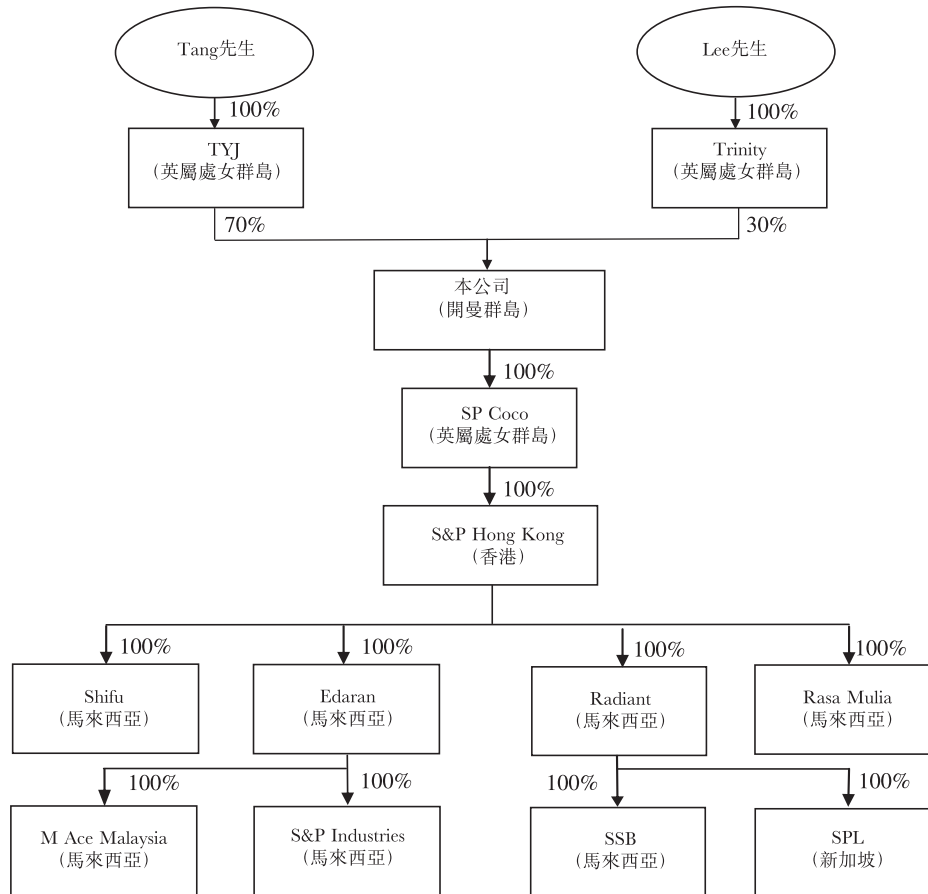 Tang先生
Lee先生
100%
100%
TYJ
(英屬處女群島)
Trinity
(英屬處女群島)
70%
30%
本公司
(開曼群島)
100%
SP Coco
(英屬處女群島)
100%
S&P Hong Kong
(香港)
100%
100%
100%
100%
Shifu
(馬來西亞)
Edaran
(馬來西亞)
Radiant
(馬來西亞)
Rasa Mulia
(馬來西亞)
100%
100%
100%
100%
M Ace Malaysia
(馬來西亞)
S&P Industries
(馬來西亞)
SSB
(馬來西亞)
SPL
(新加坡)